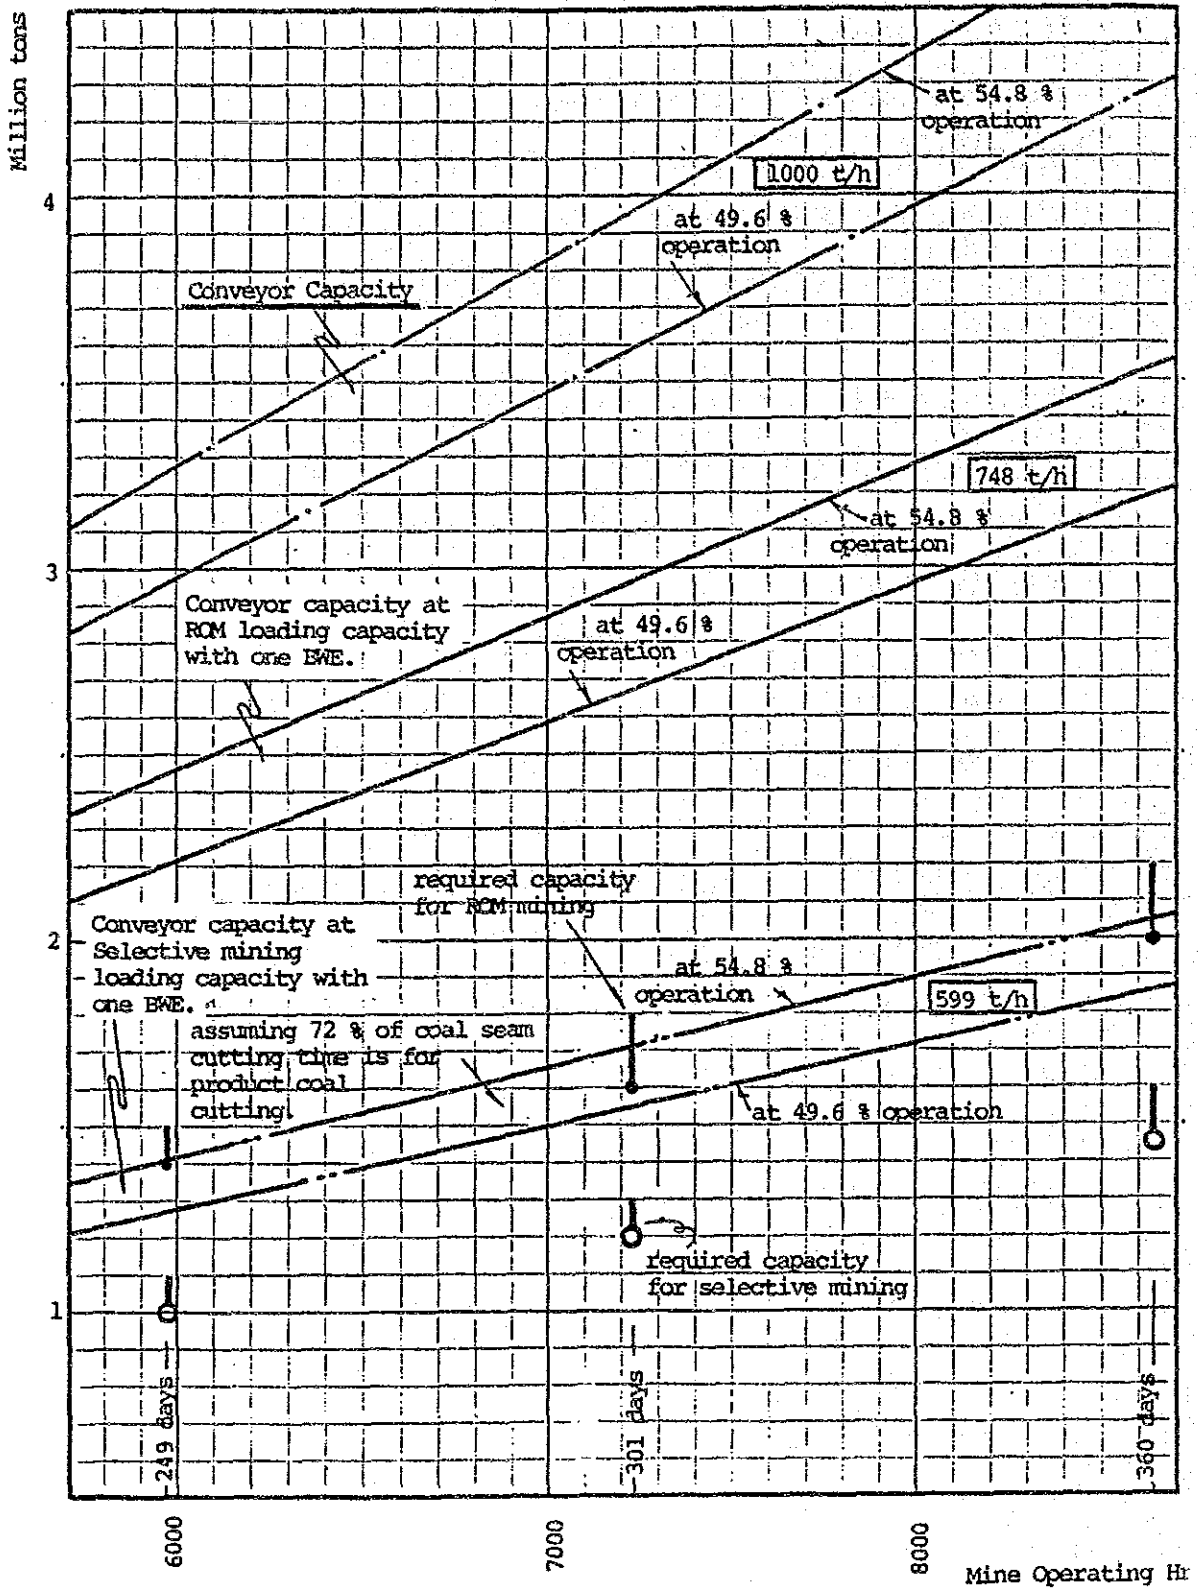 Million tons
at 54.8 %
operation
1000 t/h
4
at 49.6 %
operation
Conveyor Capacity
748 t/h
at 54.8 %
operation
3
Conveyor capacity at
ROM loading capacity
with one BWE.
at 49.6 %
operation
required capacity
for ROM mining
Conveyor capacity at
Selective mining
loading capacity with
one BWE.
2
at 54.8 %
operation
599 t/h
assuming 72 % of coal seam
cutting time is for
product coal
cutting.
at 49.6 % operation
required capacity
for selective mining
1
249 days
301 days
360 days
6000
7000
8000
Mine Operating Hr